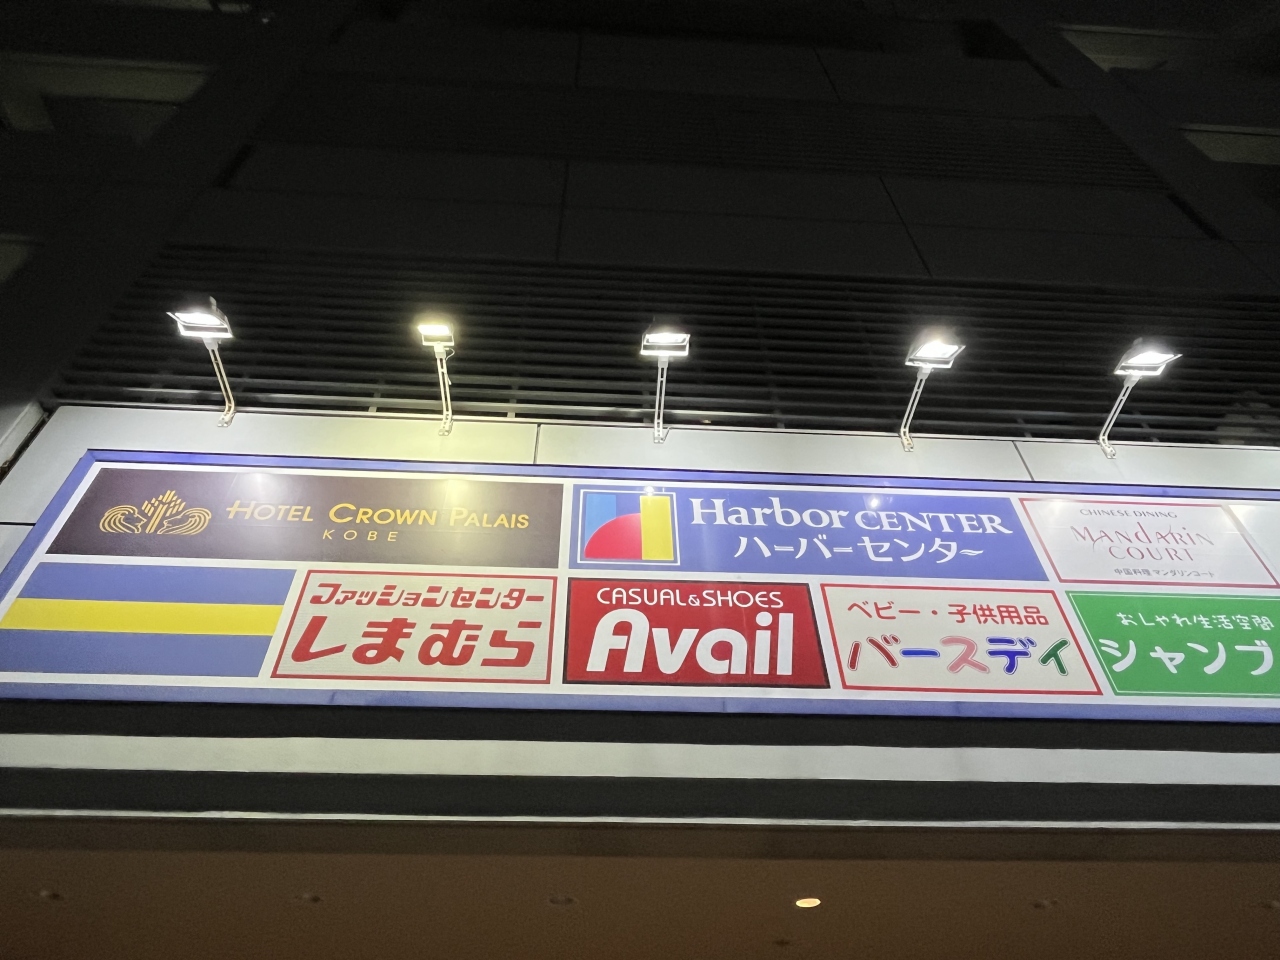 HOTEL CROWN PALAIS
KOBE
Harbor CENTER
ハーバーセンター
CHINESE DINING
MANDARIN
COURT
中国料理 マンダリンコート
ファッションセンター
しまむら
CASUAL&SHOES
Avail
ベビー・子供用品
バースデイ
おしゃれ生活空間
シャンブ